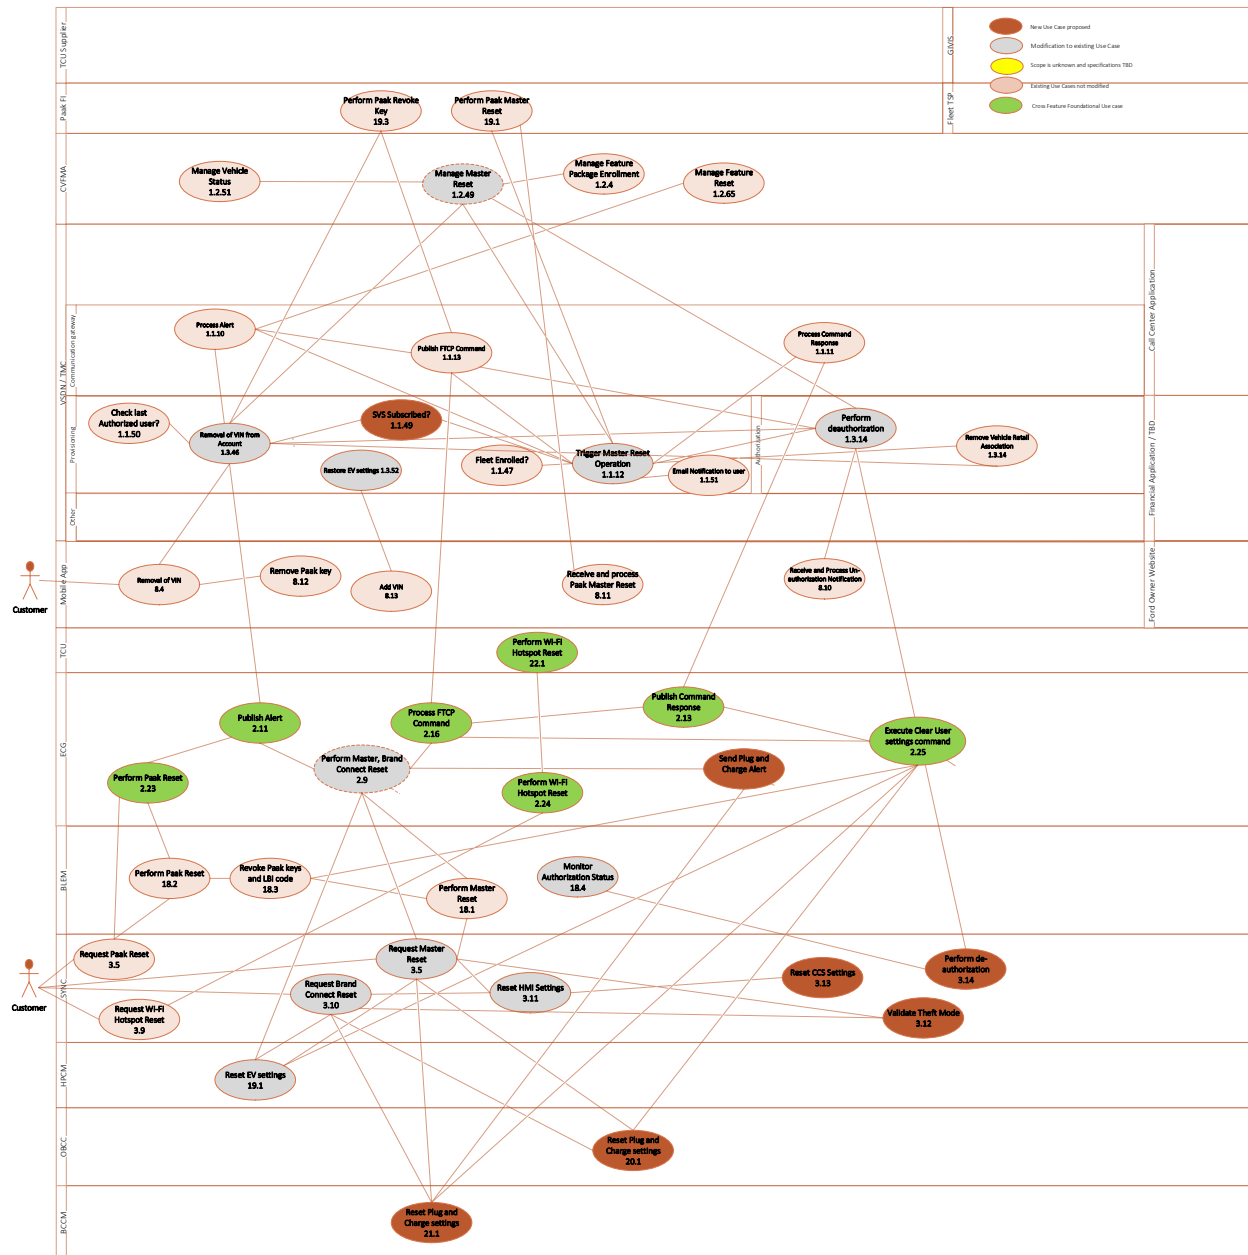 TCU Supplier
GIVIS
New Use Case proposed
Modification to existing Use Case
Scope is unknown and specifications TBD
Existing Use Cases not modified
Cross Feature Foundational Use case
Paak FI
Fleet TSP
Perform Paak Revoke
Key
19.3
Perform Paak Master
Reset
19.1
CVFMA
Manage Vehicle
Status
1.2.51
Manage Master
Reset
1.2.49
Manage Feature
Package Enrollment
1.2.4
Manage Feature
Reset
1.2.65
VSDN / TMC
Call Center Application
Communication gateway
Process Alert
1.1.10
Publish FTCP Command
1.1.13
Process Command
Response
1.1.11
Provisioning
Authorization
Financial Application / TBD
Check last
Authorized user?
1.1.50
Removal of VIN from
Account
1.3.46
SVS Subscribed?
1.1.49
Restore EV settings 1.3.52
Fleet Enrolled?
1.1.47
Trigger Master Reset
Operation
1.1.12
Email Notification to user
1.1.51
Perform
deauthorization
1.3.14
Remove Vehicle Retail
Association
1.3.14
Other
Mobile App
Ford Owner Website
Customer
Removal of VIN
8.4
Remove Paak key
8.12
Add VIN
8.13
Receive and process
Paak Master Reset
8.11
Receive and Process Un-
authorization Notification
8.10
TCU
Perform Wi-Fi
Hotspot Reset
22.1
ECG
Publish Alert
2.11
Process FTCP
Command
2.16
Publish Command
Response
2.13
Execute Clear User
settings command
2.25
Perform Paak Reset
2.23
Perform Master, Brand
Connect Reset
2.9
Perform Wi-Fi
Hotspot Reset
2.24
Send Plug and
Charge Alert
BLEM
Perform Paak Reset
18.2
Revoke Paak keys
and LBI code
18.3
Perform Master
Reset
18.1
Monitor
Authorization Status
18.4
SYNC
Customer
Request Paak Reset
3.5
Request Wi-Fi
Hotspot Reset
3.9
Request Brand
Connect Reset
3.10
Request Master
Reset
3.5
Reset HMI Settings
3.11
Reset CCS Settings
3.13
Perform de-
authorization
3.14
Validate Theft Mode
3.12
HPCM
Reset EV settings
19.1
OBCC
Reset Plug and
Charge settings
20.1
BCCM
Reset Plug and
Charge settings
21.1